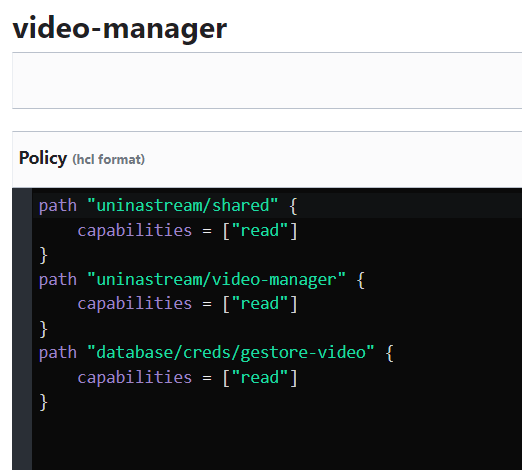 video-manager
Policy (hcl format)
path "uninastream/shared" {
    capabilities = ["read"]
}
path "uninastream/video-manager" {
    capabilities = ["read"]
}
path "database/creds/gestore-video" {
    capabilities = ["read"]
}